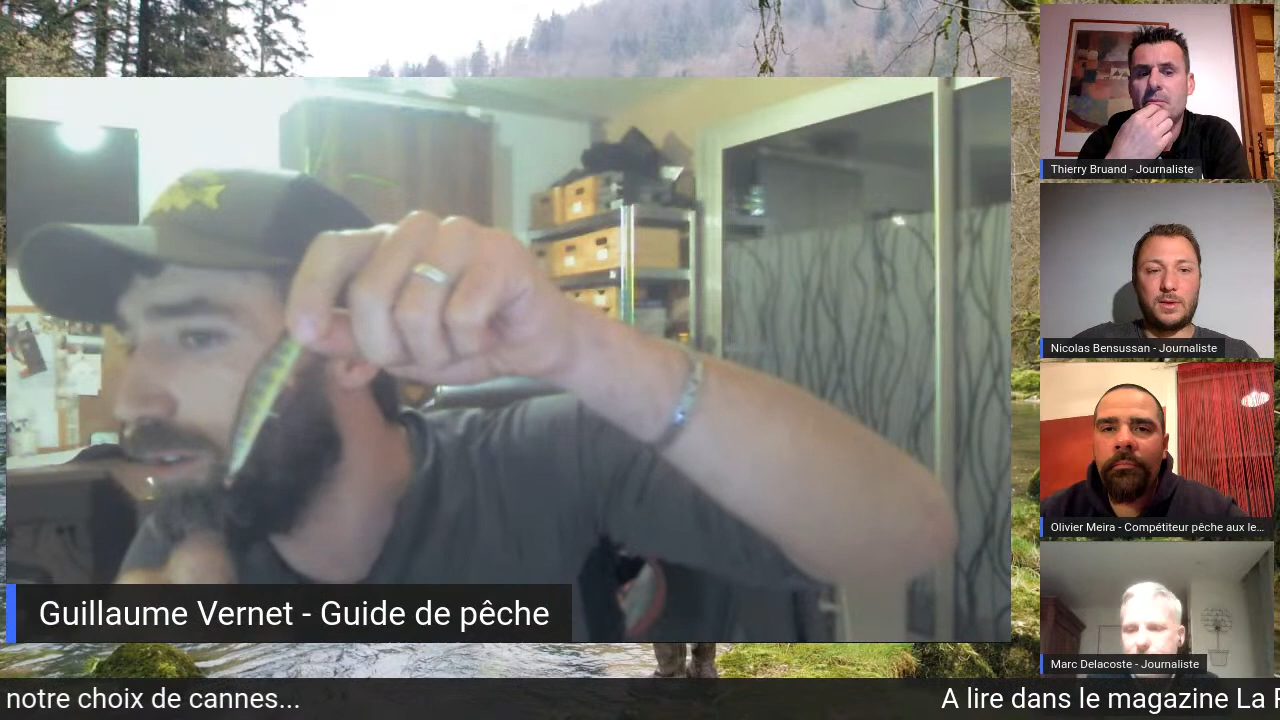 Thierry Bruand - Journaliste
Nicolas Bensussan - Journaliste
Olivier Meira - Compétiteur pêche aux le...
Marc Delacoste - Journaliste
Guillaume Vernet - Guide de pêche
notre choix de cannes... A lire dans le magazine La